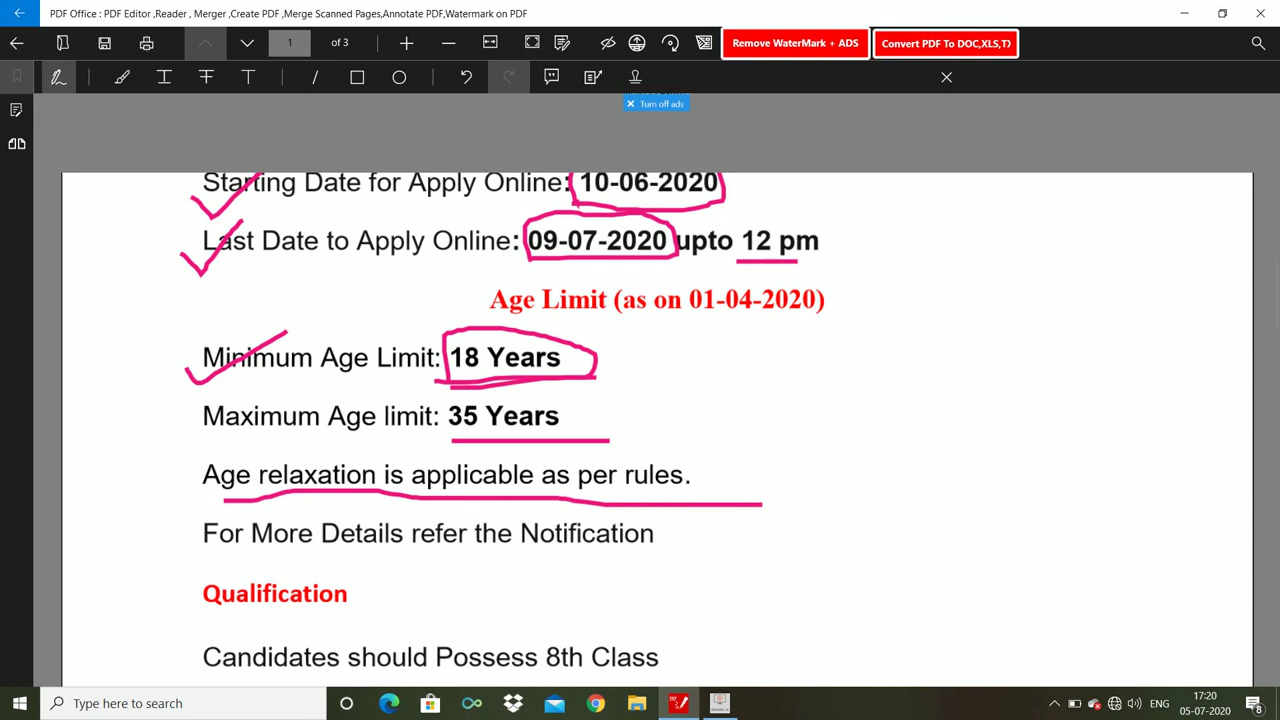 PDF Office : PDF Editor ,Reader , Merger ,Create PDF ,Merge Scanned Pages,Annotate PDF,Watermark on PDF
1 of 3
Remove WaterMark + ADS
Convert PDF To DOC,XLS,TX
Turn off ads
Starting Date for Apply Online: 10-06-2020
Last Date to Apply Online: 09-07-2020 upto 12 pm
Age Limit (as on 01-04-2020)
Minimum Age Limit: 18 Years
Maximum Age limit: 35 Years
Age relaxation is applicable as per rules.
For More Details refer the Notification
Qualification
Candidates should Possess 8th Class
Type here to search
ENG
17:20
05-07-2020
8